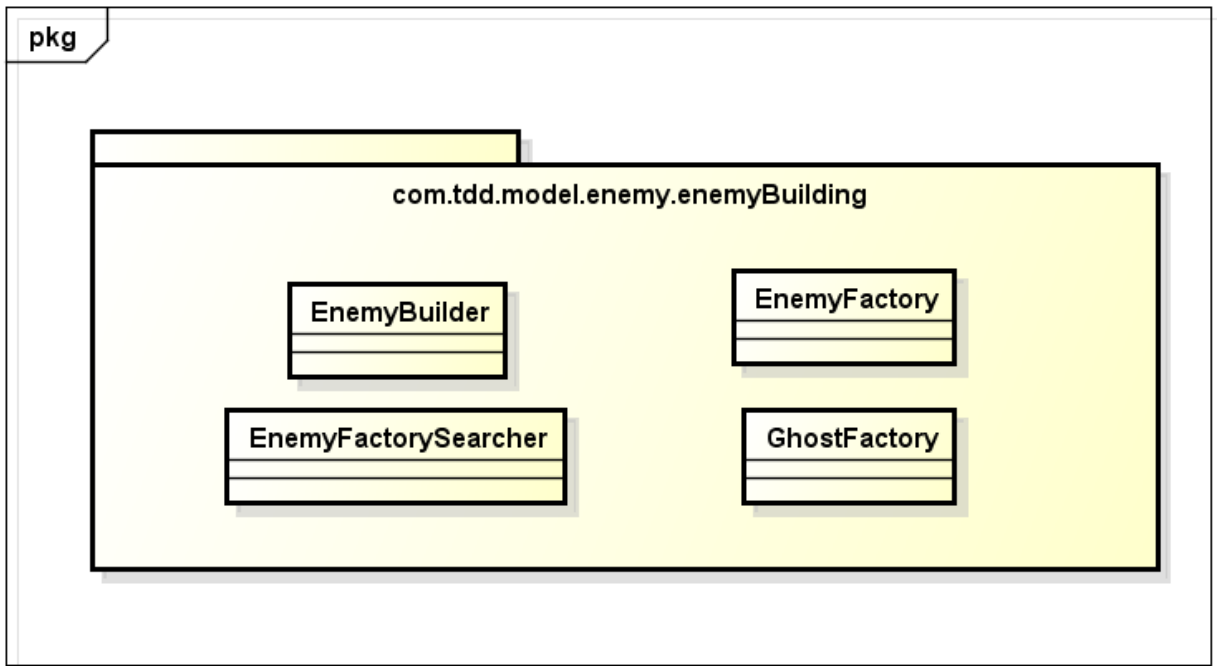 pkg
com.tdd.model.enemy.enemyBuilding
EnemyBuilder
EnemyFactory
EnemyFactorySearcher
GhostFactory